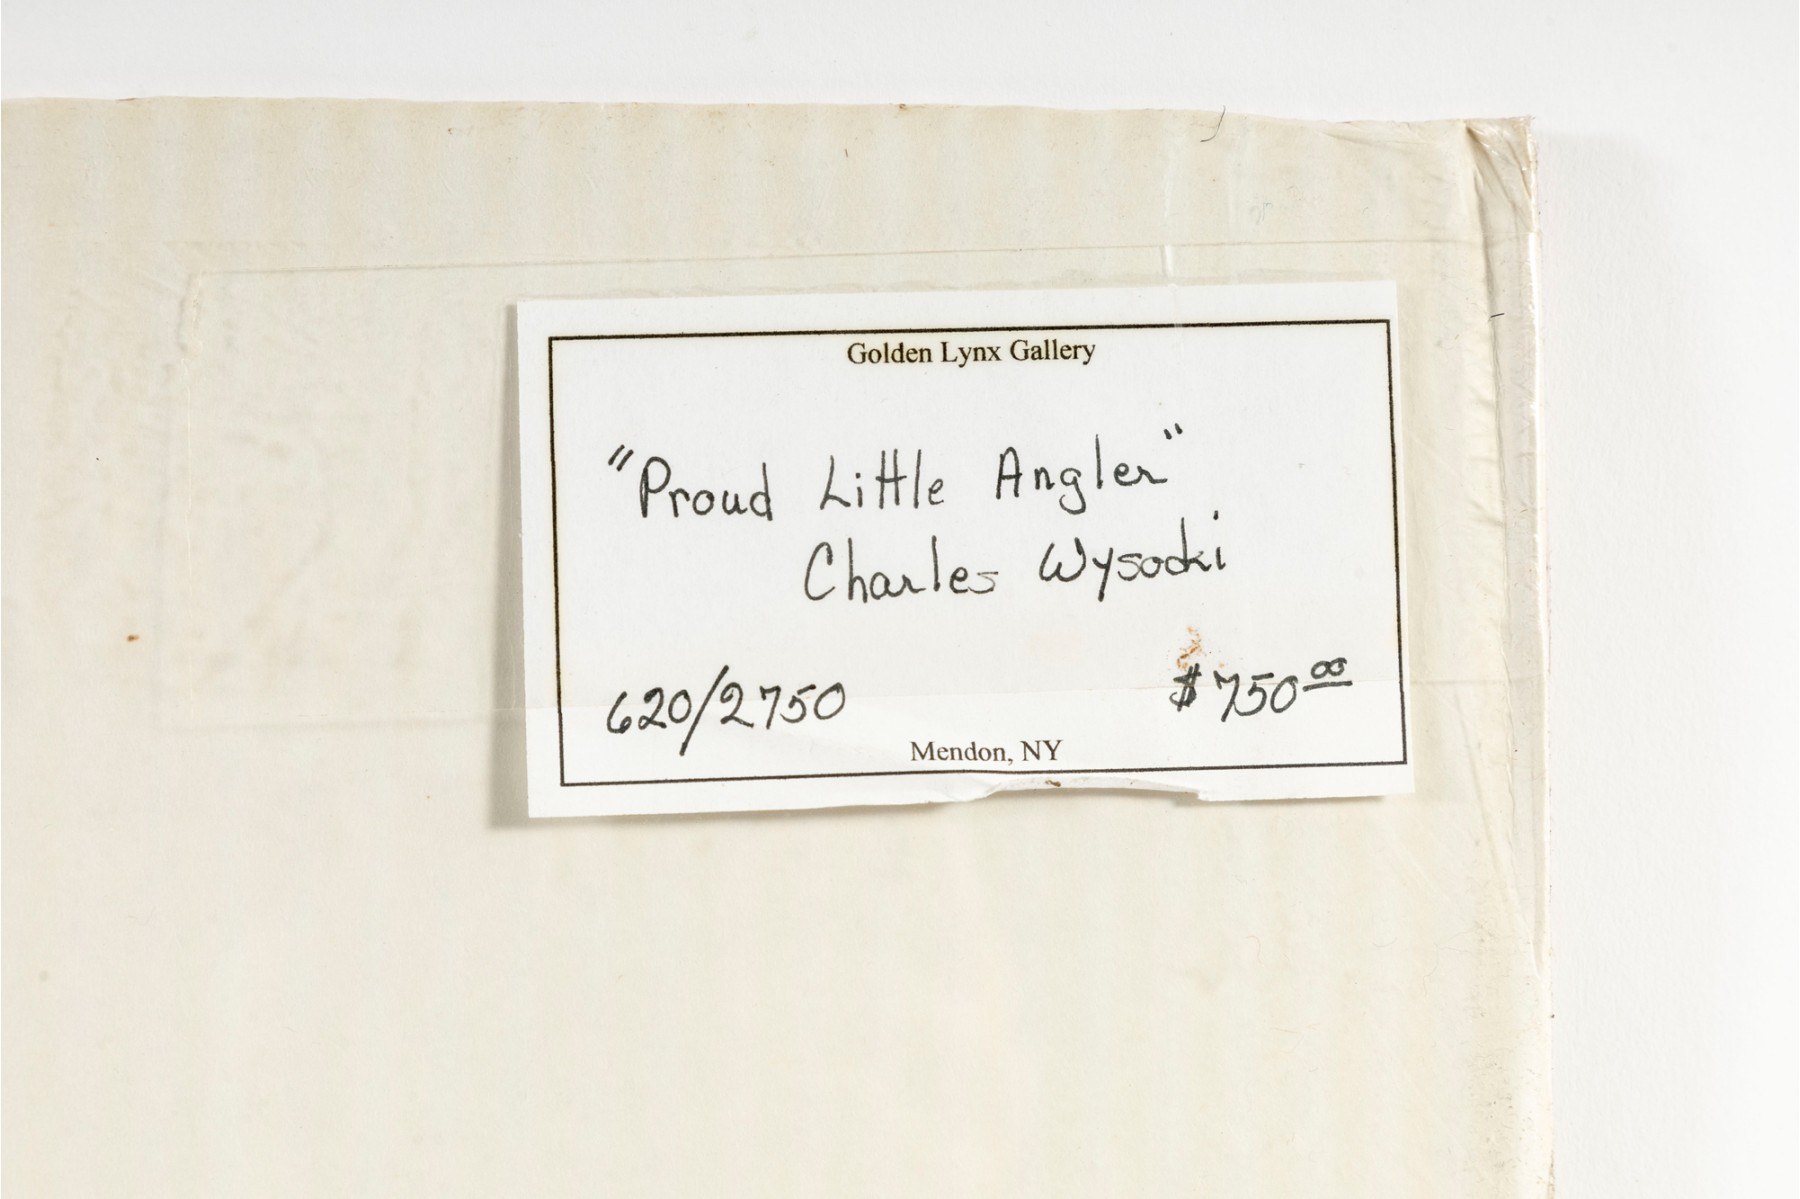 Golden Lynx Gallery
"Proud Little Angler"
Charles Wysocki
620/2750
$750.00
Mendon, NY